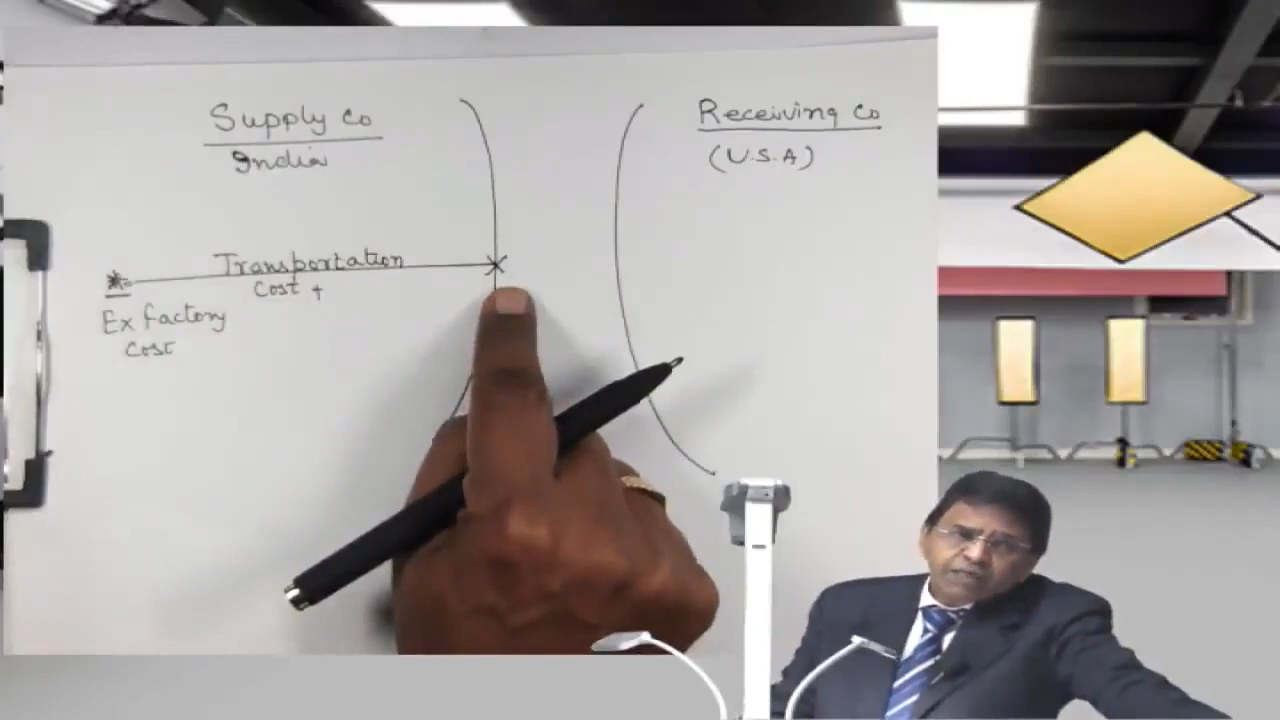 Supply Co
India
Receiving Co
(U.S.A)
Transportation
Cost +
Ex factory
Cost